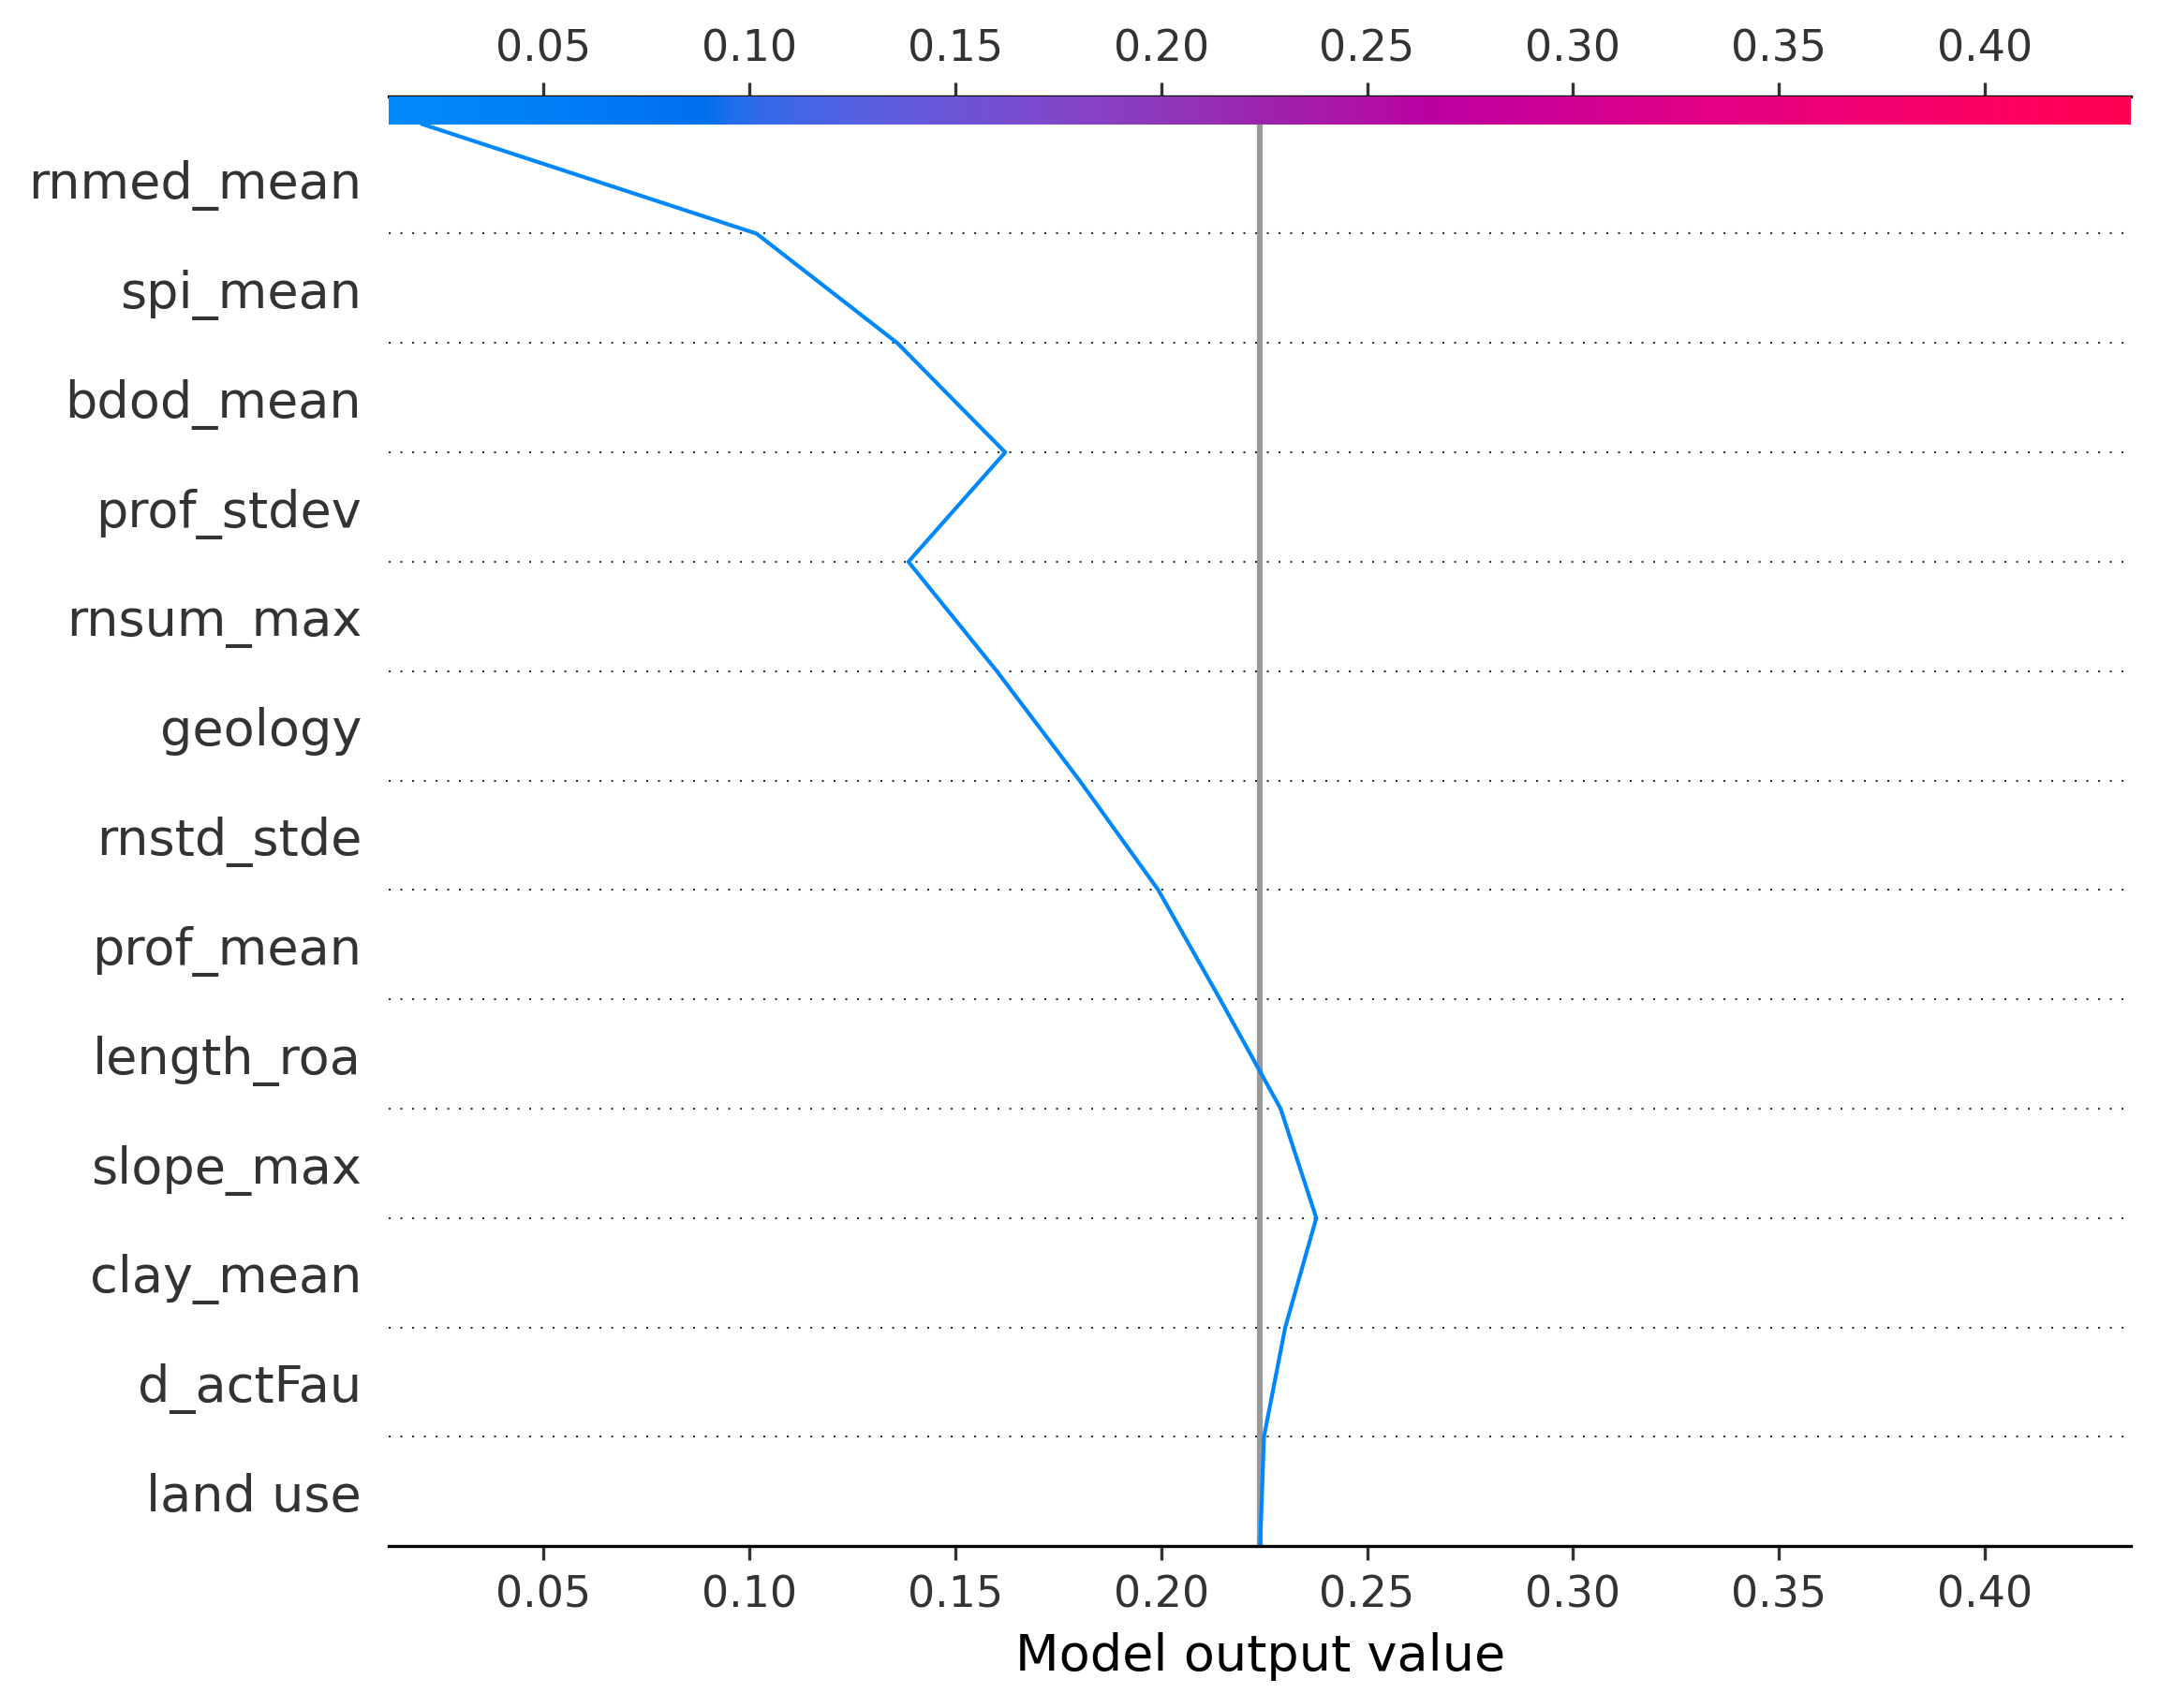 0.05 0.10 0.15 0.20 0.25 0.30 0.35 0.40
rnmed_mean
spi_mean
bdod_mean
prof_stdev
rnsum_max
geology
rnstd_stde
prof_mean
length_roa
slope_max
clay_mean
d_actFau
land use
0.05 0.10 0.15 0.20 0.25 0.30 0.35 0.40
Model output value